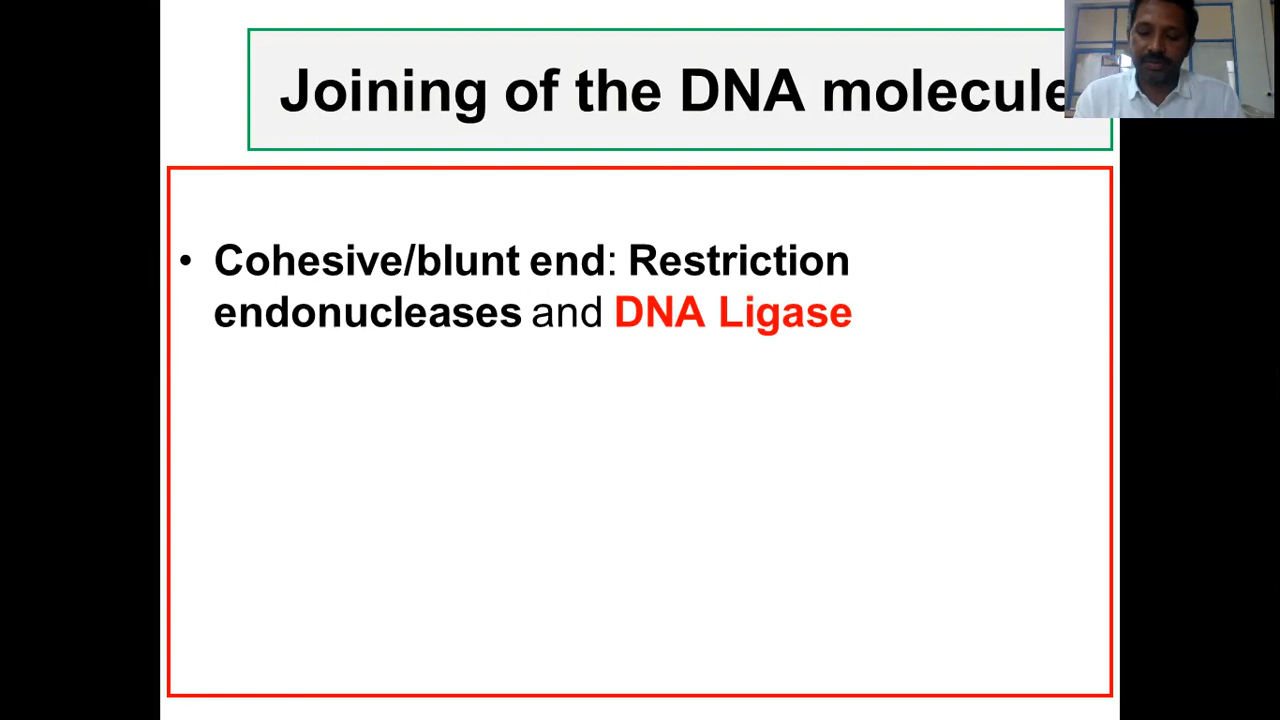 Joining of the DNA molecule
• Cohesive/blunt end: Restriction
endonucleases and DNA Ligase